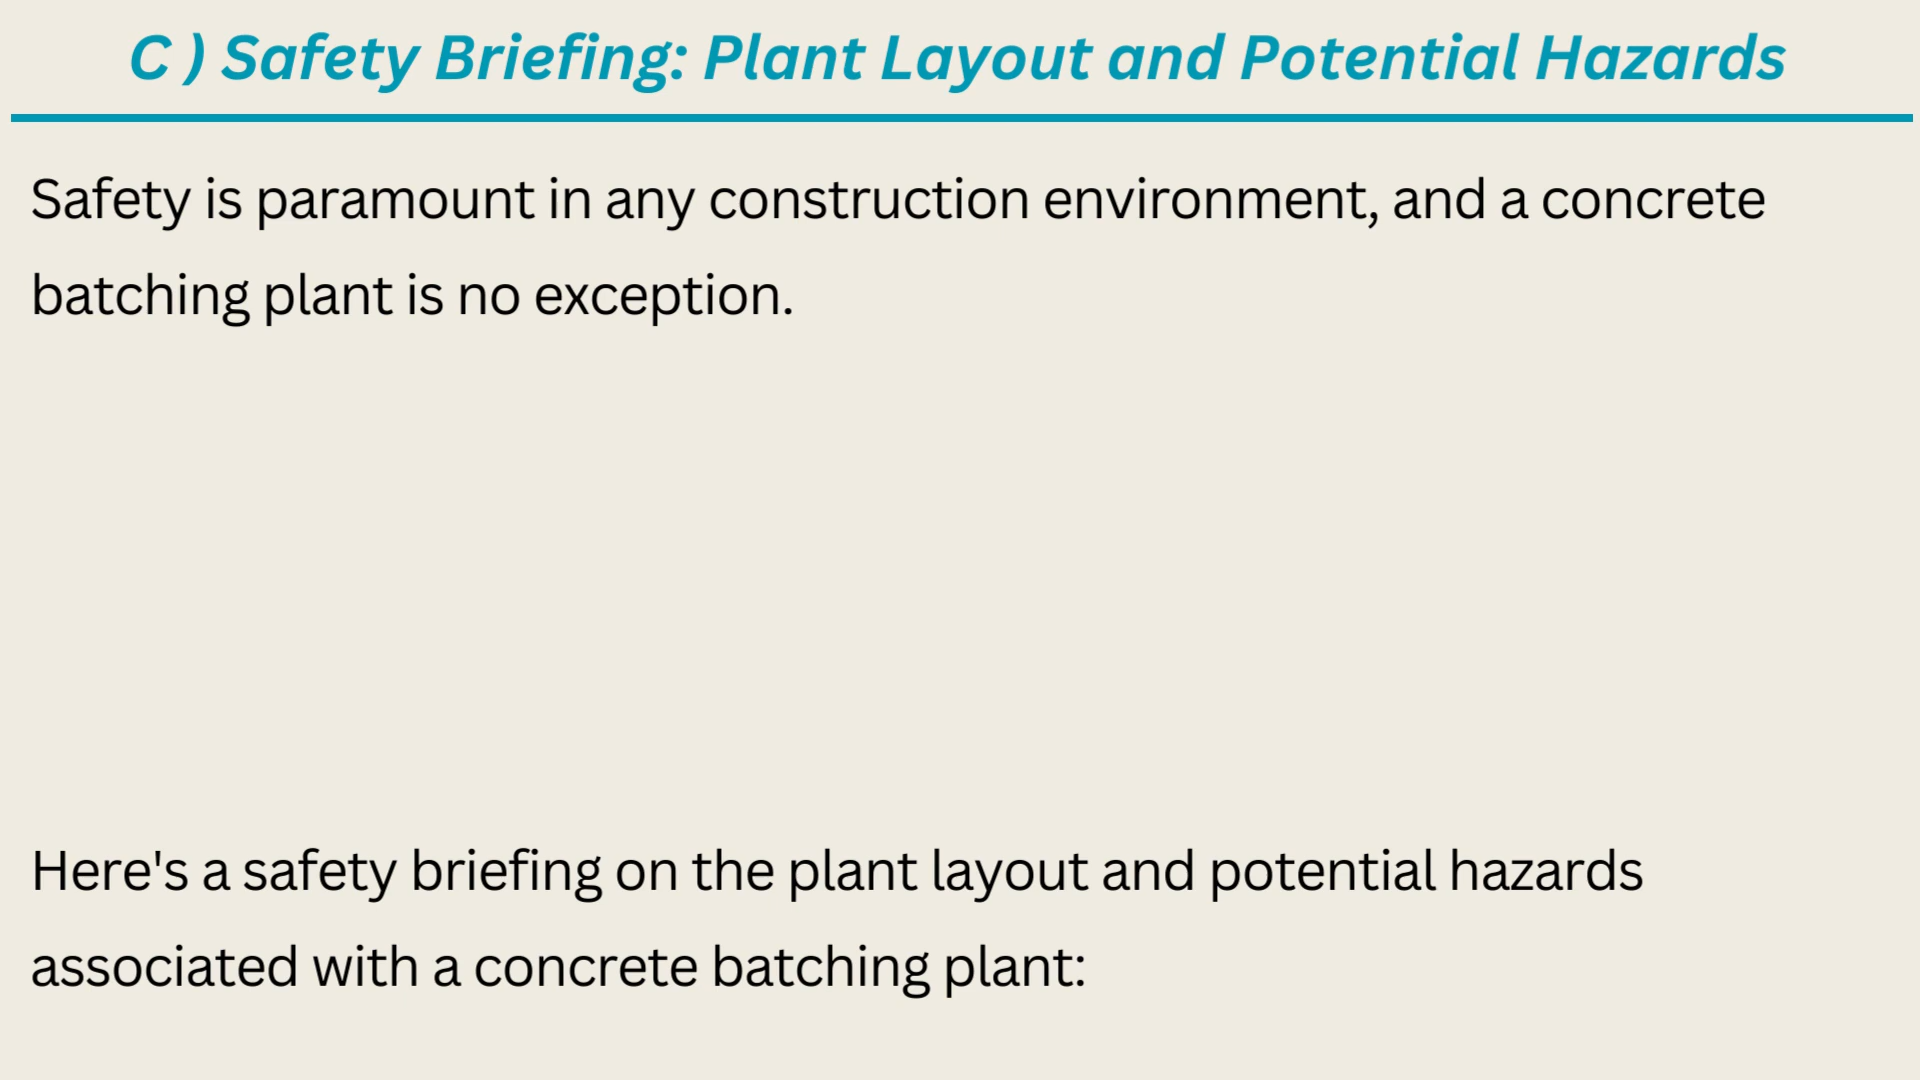 C ) Safety Briefing: Plant Layout and Potential Hazards
Safety is paramount in any construction environment, and a concrete
batching plant is no exception.
Here's a safety briefing on the plant layout and potential hazards
associated with a concrete batching plant: